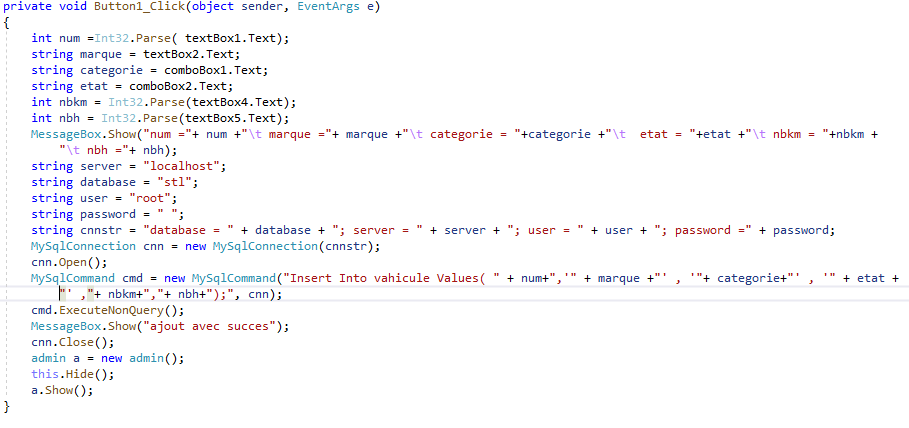 private void Button1_Click(object sender, EventArgs e)
{
int num =Int32.Parse( textBox1.Text);
string marque = textBox2.Text;
string categorie = comboBox1.Text;
string etat = comboBox2.Text;
int nbkm = Int32.Parse(textBox4.Text);
int nbh = Int32.Parse(textBox5.Text);
MessageBox.Show("num ="+ num +"\t marque ="+ marque +"\t categorie = "+categorie +"\t  etat = "+etat +"\t nbkm = "+nbkm +
"\t nbh ="+ nbh);
string server = "localhost";
string database = "stl";
string user = "root";
string password = " ";
string cnnstr = "database = " + database + "; server = " + server + "; user = " + user + "; password =" + password;
MySqlConnection cnn = new MySqlConnection(cnnstr);
cnn.Open();
MySqlCommand cmd = new MySqlCommand("Insert Into vahicule Values( " + num+",'" + marque +"' , '"+ categorie+"' , '" + etat +
"' ,"+ nbkm+","+ nbh+");", cnn);
cmd.ExecuteNonQuery();
MessageBox.Show("ajout avec succes");
cnn.Close();
admin a = new admin();
this.Hide();
a.Show();
}